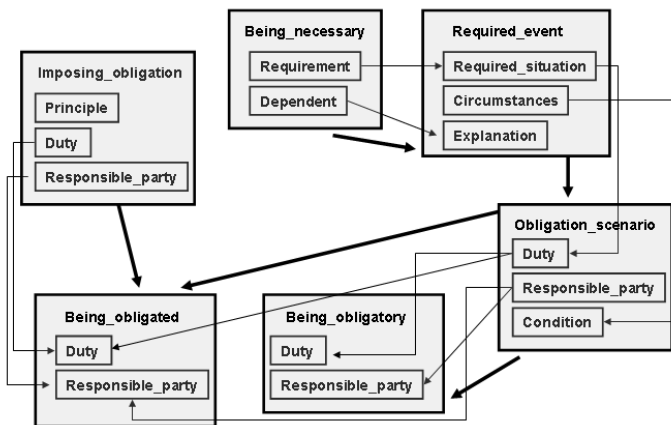 Being_necessary
Requirement
Dependent
Required_event
Required_situation
Circumstances
Explanation
Imposing_obligation
Principle
Duty
Responsible_party
Obligation_scenario
Duty
Responsible_party
Condition
Being_obligated
Duty
Responsible_party
Being_obligatory
Duty
Responsible_party